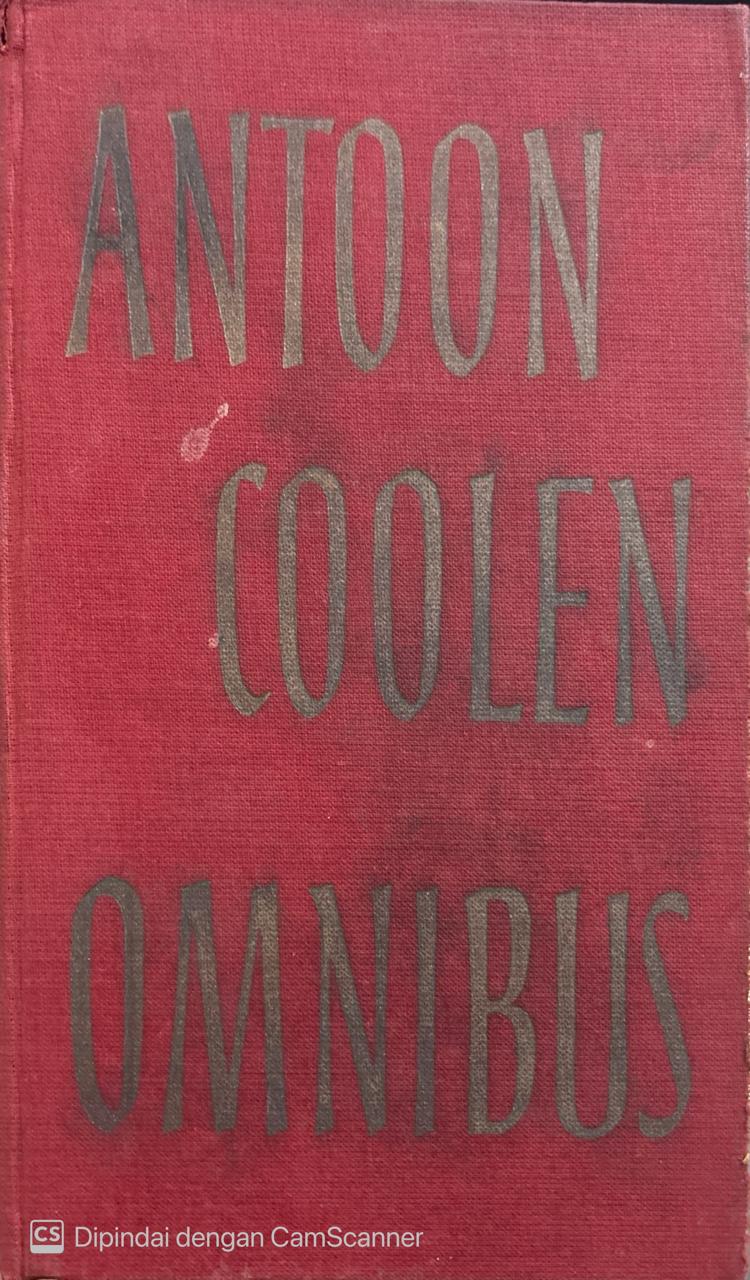 ANTOON
COOLEN
OMNIBUS
CS Dipindai dengan CamScanner